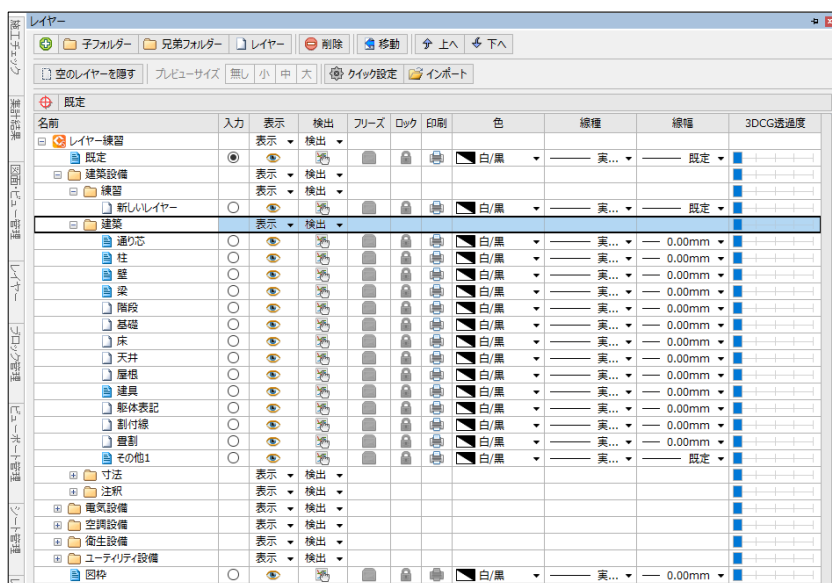 レイヤー
子フォルダー 兄弟フォルダー レイヤー 削除 移動 上へ 下へ
空のレイヤーを隠す プレビューサイズ 無し 小 中 大 クイック設定 インポート
既定
名前 入力 表示 検出 フリーズ ロック 印刷 色 線種 線幅 3DCG透過度
レイヤー練習 表示 検出
既定 白/黒 実... 既定
建築設備 表示 検出
練習 表示 検出
新しいレイヤー 白/黒 実... 既定
建築 表示 検出
通り芯 白/黒 実... 0.00mm
柱 白/黒 実... 0.00mm
壁 白/黒 実... 0.00mm
梁 白/黒 実... 0.00mm
階段 白/黒 実... 0.00mm
基礎 白/黒 実... 0.00mm
床 白/黒 実... 0.00mm
天井 白/黒 実... 0.00mm
屋根 白/黒 実... 0.00mm
建具 白/黒 実... 0.00mm
躯体表記 白/黒 実... 0.00mm
割付線 白/黒 実... 0.00mm
畳割 白/黒 実... 0.00mm
その他1 白/黒 実... 既定
寸法 表示 検出
注釈 表示 検出
電気設備 表示 検出
空調設備 表示 検出
衛生設備 表示 検出
ユーティリティ設備 表示 検出
図枠 白/黒 実... 0.00mm
施工チェック
集計結果
図面・ビュー管理
レイヤー
ブロック管理
ビューポート管理
シート管理